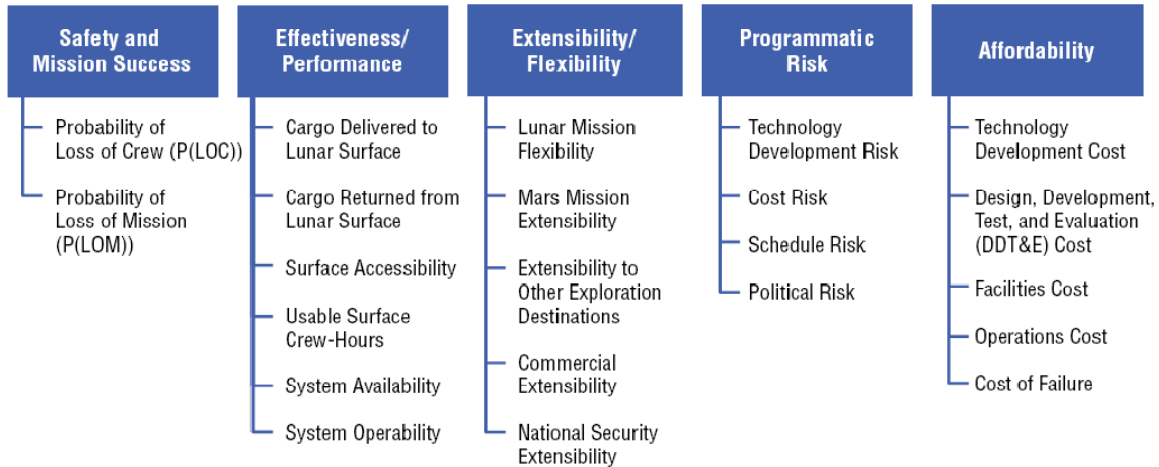 Safety and
Mission Success
Probability of
Loss of Crew (P(LOC))
Probability of
Loss of Mission
(P(LOM))
Effectiveness/
Performance
Cargo Delivered to
Lunar Surface
Cargo Returned from
Lunar Surface
Surface Accessibility
Usable Surface
Crew-Hours
System Availability
System Operability
Extensibility/
Flexibility
Lunar Mission
Flexibility
Mars Mission
Extensibility
Extensibility to
Other Exploration
Destinations
Commercial
Extensibility
National Security
Extensibility
Programmatic
Risk
Technology
Development Risk
Cost Risk
Schedule Risk
Political Risk
Affordability
Technology
Development Cost
Design, Development,
Test, and Evaluation
(DDT&E) Cost
Facilities Cost
Operations Cost
Cost of Failure